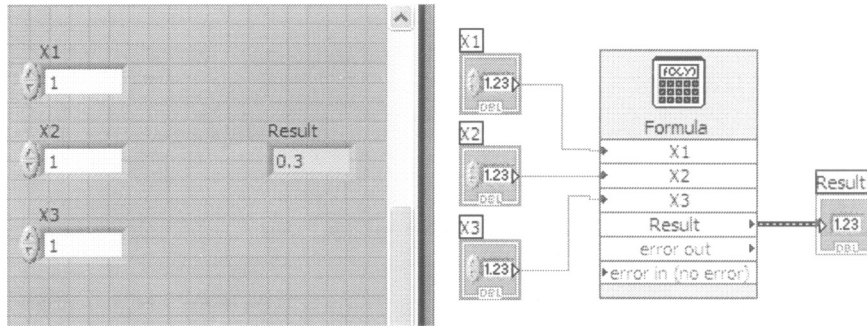 X1
1
X2
1
Result
0.3
X3
1
X1
1.23
DBL
X2
1.23
DBL
X3
1.23
DBL
f(x,y)
Formula
X1
X2
X3
Result
error out
error in (no error)
Result
1.23
DBL